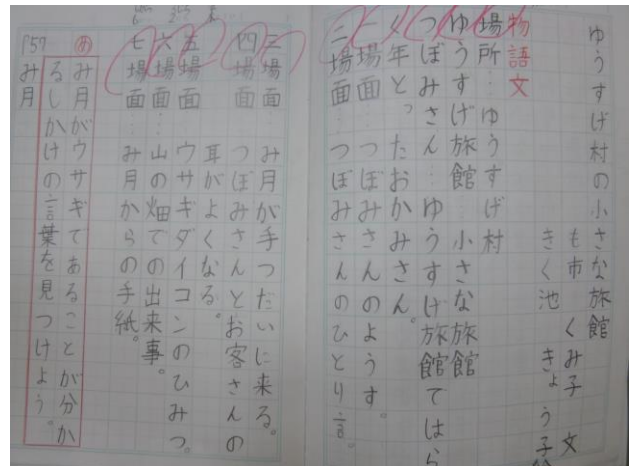 ゆうすげ村の小さな旅館
も市 くみ子 文
きく池 きょう子
物語文
場所…ゆうすげ村
ゆうすげ旅館 小さな旅館
つぼみさん…ゆうすげ旅館ではら
年とったおかみさん。
一場面…つぼみさんのようす。
二場面…つぼみさんのひとり言。
三場面…み月が手つだいに来る。
四場面 つぼみさんとお客さんの
耳がよくなる。
五場面 ウサギダイコンのひみつ。
六場面…山の畑での出来事。
七場面…み月からの手紙。
め
み月がウサギであることが分か
るしかけの言葉を見つけよう。
P57
み月